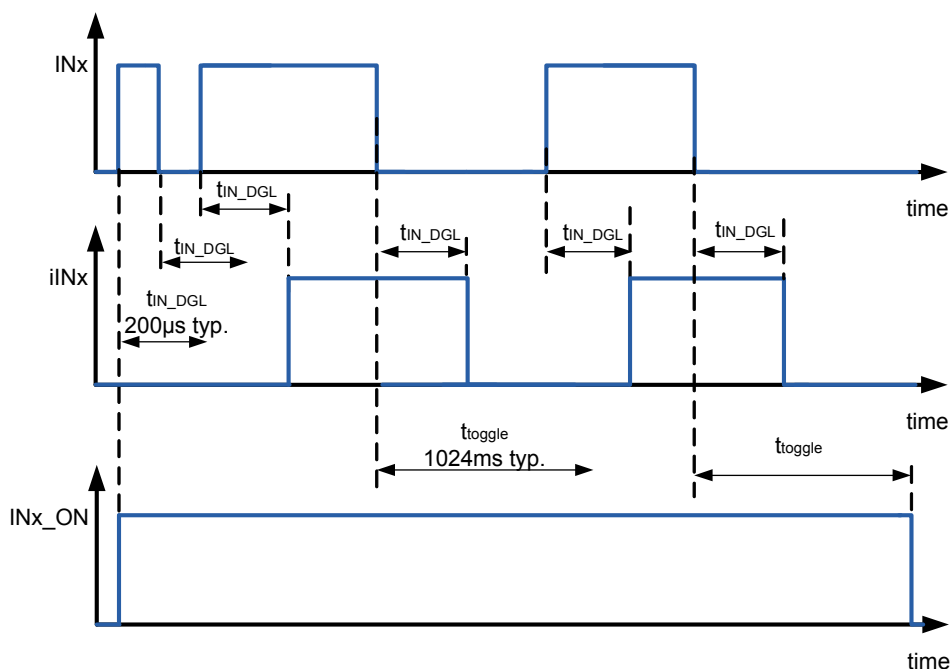 INx
time
tIN_DGL
tIN_DGL
tIN_DGL
tIN_DGL
tIN_DGL
iINx
tIN_DGL
200µs typ.
time
ttoggle
1024ms typ.
ttoggle
INx_ON
time